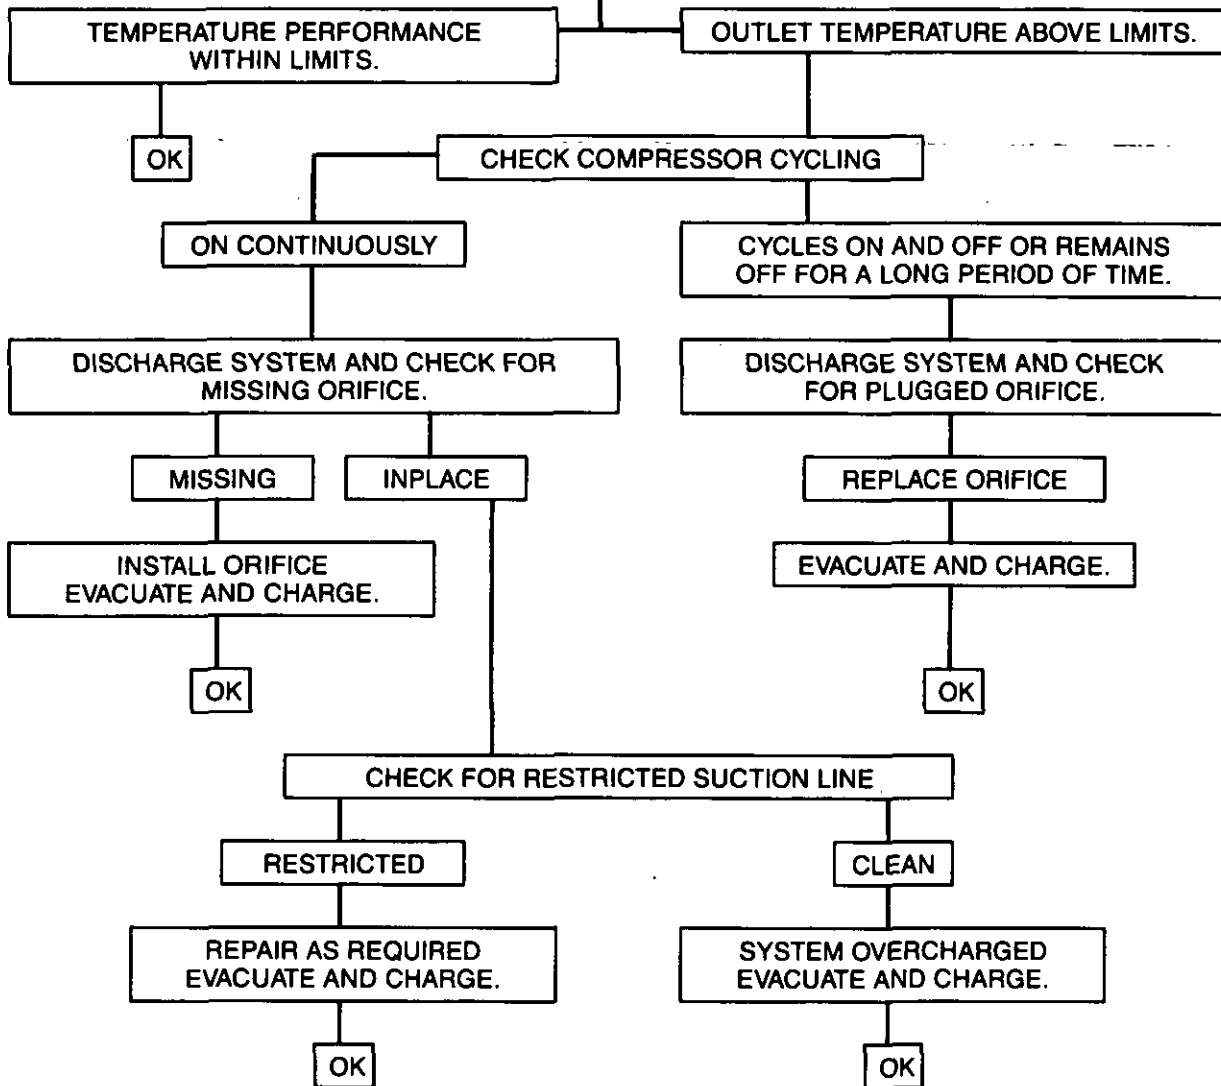 TEMPERATURE PERFORMANCE
WITHIN LIMITS.
OUTLET TEMPERATURE ABOVE LIMITS.
OK
CHECK COMPRESSOR CYCLING
ON CONTINUOUSLY
CYCLES ON AND OFF OR REMAINS
OFF FOR A LONG PERIOD OF TIME.
DISCHARGE SYSTEM AND CHECK FOR
MISSING ORIFICE.
DISCHARGE SYSTEM AND CHECK
FOR PLUGGED ORIFICE.
MISSING
INPLACE
REPLACE ORIFICE
INSTALL ORIFICE
EVACUATE AND CHARGE.
EVACUATE AND CHARGE.
OK
OK
CHECK FOR RESTRICTED SUCTION LINE
RESTRICTED
CLEAN
REPAIR AS REQUIRED
EVACUATE AND CHARGE.
SYSTEM OVERCHARGED
EVACUATE AND CHARGE.
OK
OK